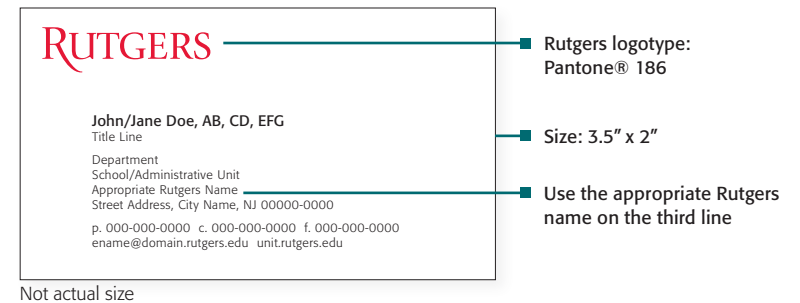 RUTGERS
Rutgers logotype:
Pantone® 186
John/Jane Doe, AB, CD, EFG
Title Line
Size: 3.5″ x 2″
Department
School/Administrative Unit
Appropriate Rutgers Name
Street Address, City Name, NJ 00000-0000
Use the appropriate Rutgers
name on the third line
p. 000-000-0000 c. 000-000-0000 f. 000-000-0000
ename@domain.rutgers.edu unit.rutgers.edu
Not actual size